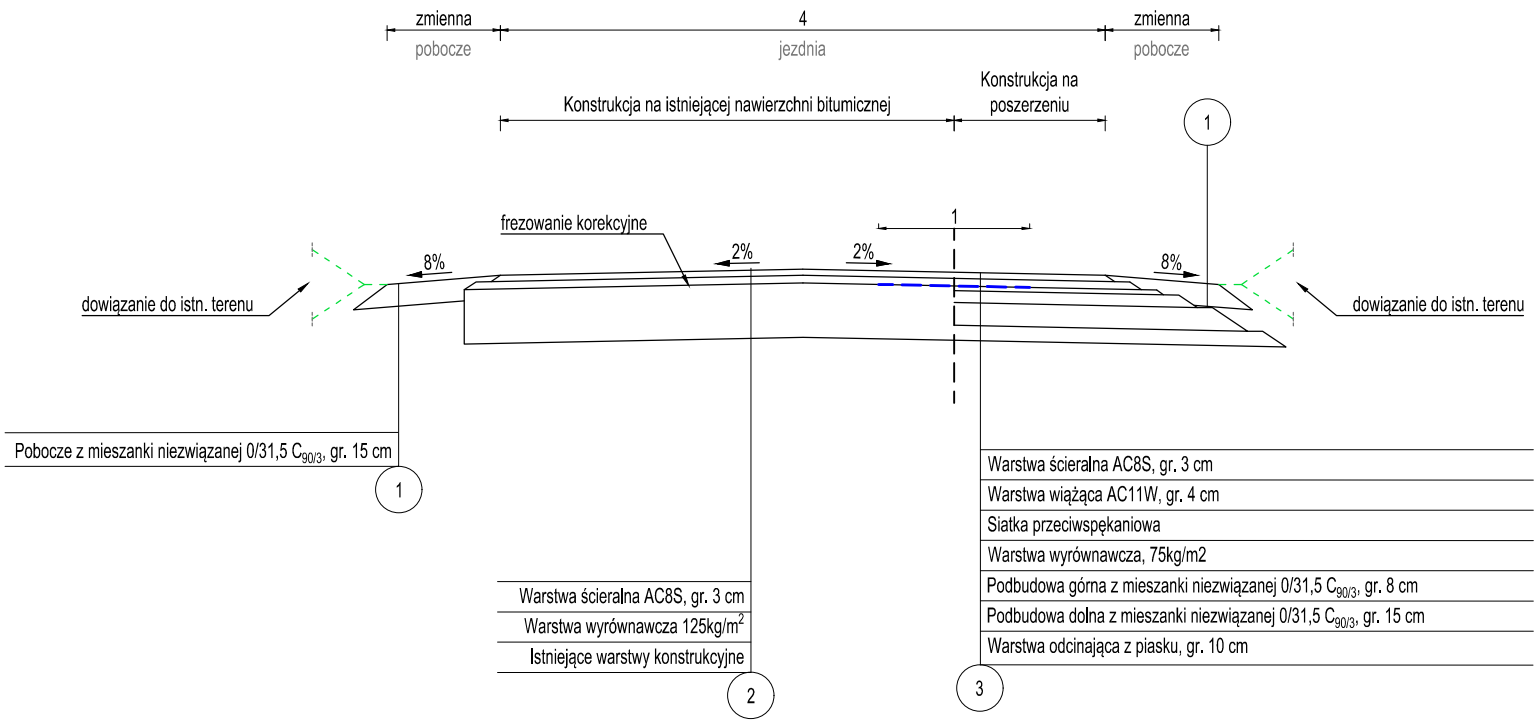 zmienna
4
zmienna
pobocze
jezdnia
pobocze
Konstrukcja na istniejącej nawierzchni bitumicznej
Konstrukcja na
poszerzeniu
1
1
frezowanie korekcyjne
8%
2%
2%
8%
dowiązanie do istn. terenu
dowiązanie do istn. terenu
Pobocze z mieszanki niezwiązanej 0/31,5 C90/3, gr. 15 cm
1
Warstwa ścieralna AC8S, gr. 3 cm
Warstwa wyrównawcza 125kg/m²
Istniejące warstwy konstrukcyjne
2
Warstwa ścieralna AC8S, gr. 3 cm
Warstwa wiążąca AC11W, gr. 4 cm
Siatka przeciwspękaniowa
Warstwa wyrównawcza, 75kg/m2
Podbudowa górna z mieszanki niezwiązanej 0/31,5 C90/3, gr. 8 cm
Podbudowa dolna z mieszanki niezwiązanej 0/31,5 C90/3, gr. 15 cm
Warstwa odcinająca z piasku, gr. 10 cm
3